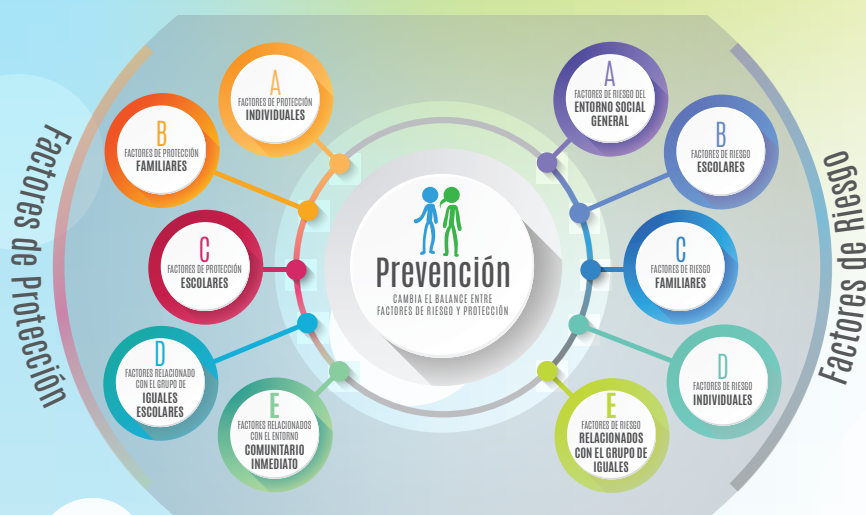 Factores de Protección
A
FACTORES DE PROTECCIÓN
INDIVIDUALES
B
FACTORES DE PROTECCIÓN
FAMILIARES
C
FACTORES DE PROTECCIÓN
ESCOLARES
D
FACTORES RELACIONADO
CON EL GRUPO DE
IGUALES
ESCOLARES
E
FACTORES RELACIONADOS
CON EL ENTORNO
COMUNITARIO
INMEDIATO
Prevención
CAMBIA EL BALANCE ENTRE
FACTORES DE RIESGO Y PROTECCIÓN
A
FACTORES DE RIESGO DEL
ENTORNO SOCIAL
GENERAL
B
FACTORES DE RIESGO
ESCOLARES
C
FACTORES DE RIESGO
FAMILIARES
D
FACTORES DE RIESGO
INDIVIDUALES
E
FACTORES DE RIESGO
RELACIONADOS
CON EL GRUPO DE
IGUALES
Factores de Riesgo